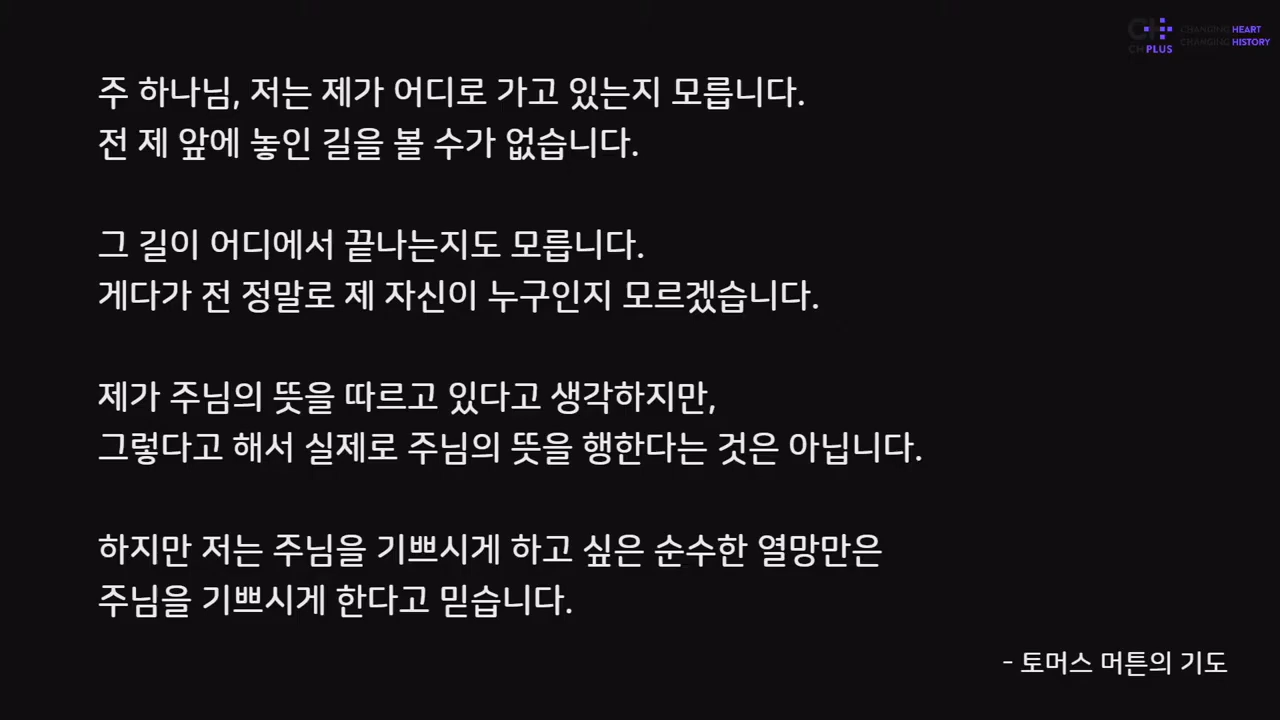 CH
CH PLUS
CHANGING HEART
CHANGING HISTORY
주 하나님, 저는 제가 어디로 가고 있는지 모릅니다.
전 제 앞에 놓인 길을 볼 수가 없습니다.
그 길이 어디에서 끝나는지도 모릅니다.
게다가 전 정말로 제 자신이 누구인지 모르겠습니다.
제가 주님의 뜻을 따르고 있다고 생각하지만,
그렇다고 해서 실제로 주님의 뜻을 행한다는 것은 아닙니다.
하지만 저는 주님을 기쁘시게 하고 싶은 순수한 열망만은
주님을 기쁘시게 한다고 믿습니다.
- 토머스 머튼의 기도